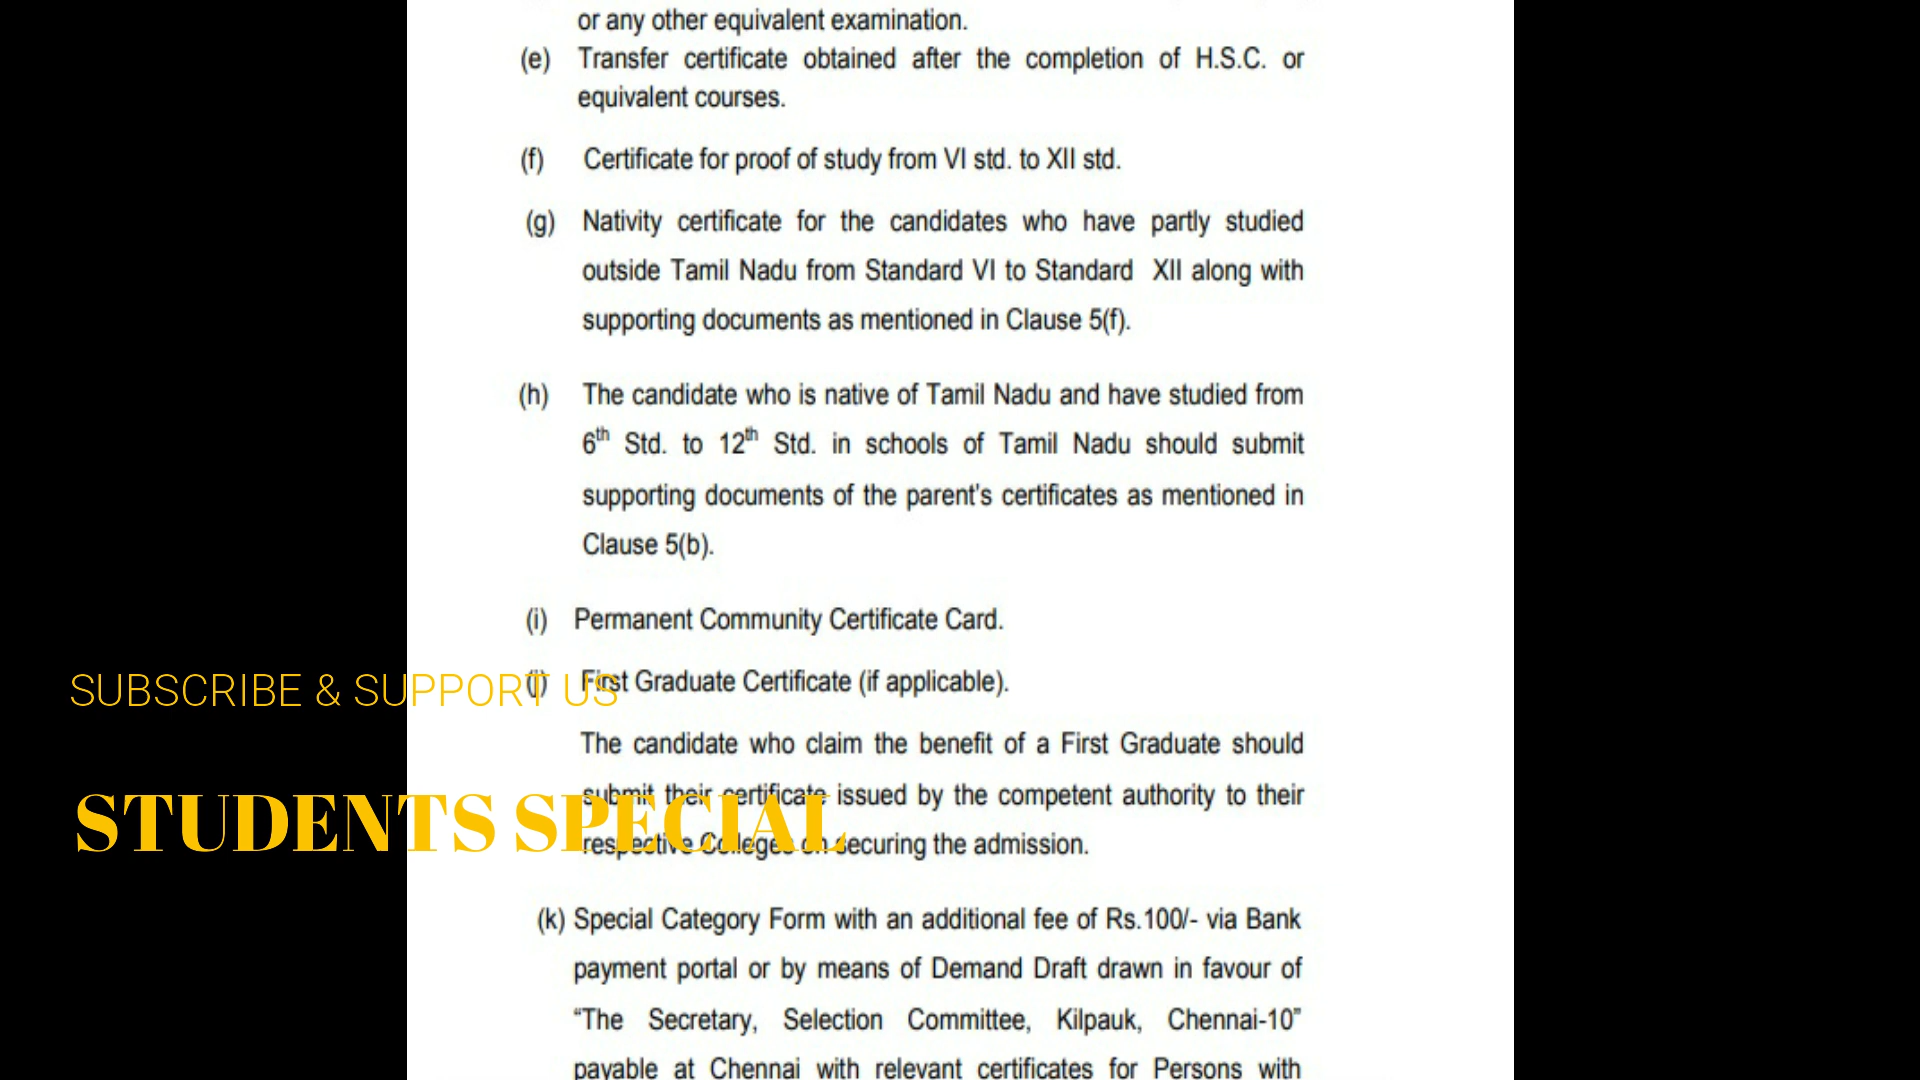 or any other equivalent examination.
(e) Transfer certificate obtained after the completion of H.S.C. or
equivalent courses.
(f) Certificate for proof of study from VI std. to XII std.
(g) Nativity certificate for the candidates who have partly studied
outside Tamil Nadu from Standard VI to Standard XII along with
supporting documents as mentioned in Clause 5(f).
(h) The candidate who is native of Tamil Nadu and have studied from
6th Std. to 12th Std. in schools of Tamil Nadu should submit
supporting documents of the parent's certificates as mentioned in
Clause 5(b).
(i) Permanent Community Certificate Card.
SUBSCRIBE & SUPPORT US
(j) First Graduate Certificate (if applicable).
The candidate who claim the benefit of a First Graduate should
submit their certificate issued by the competent authority to their
STUDENTS SPECIAL
respective Colleges on securing the admission.
(k) Special Category Form with an additional fee of Rs.100/- via Bank
payment portal or by means of Demand Draft drawn in favour of
“The Secretary, Selection Committee, Kilpauk, Chennai-10”
payable at Chennai with relevant certificates for Persons with